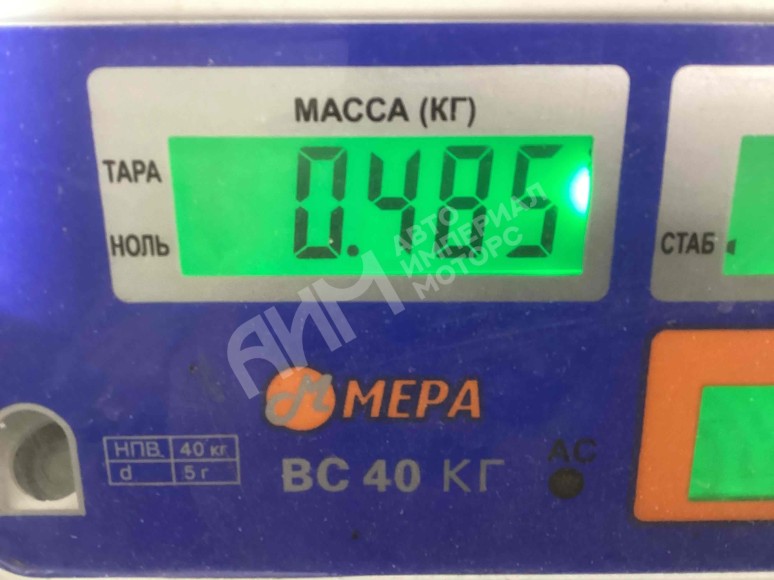 МАССА (КГ)
ТАРА
0.485
НОЛЬ
СТАБ
АИМ АВТО
ИМПЕРИАЛ
МОТОРС
М МЕРА
НПВ. 40 кг.
d 5 г
ВС 40 КГ
АС